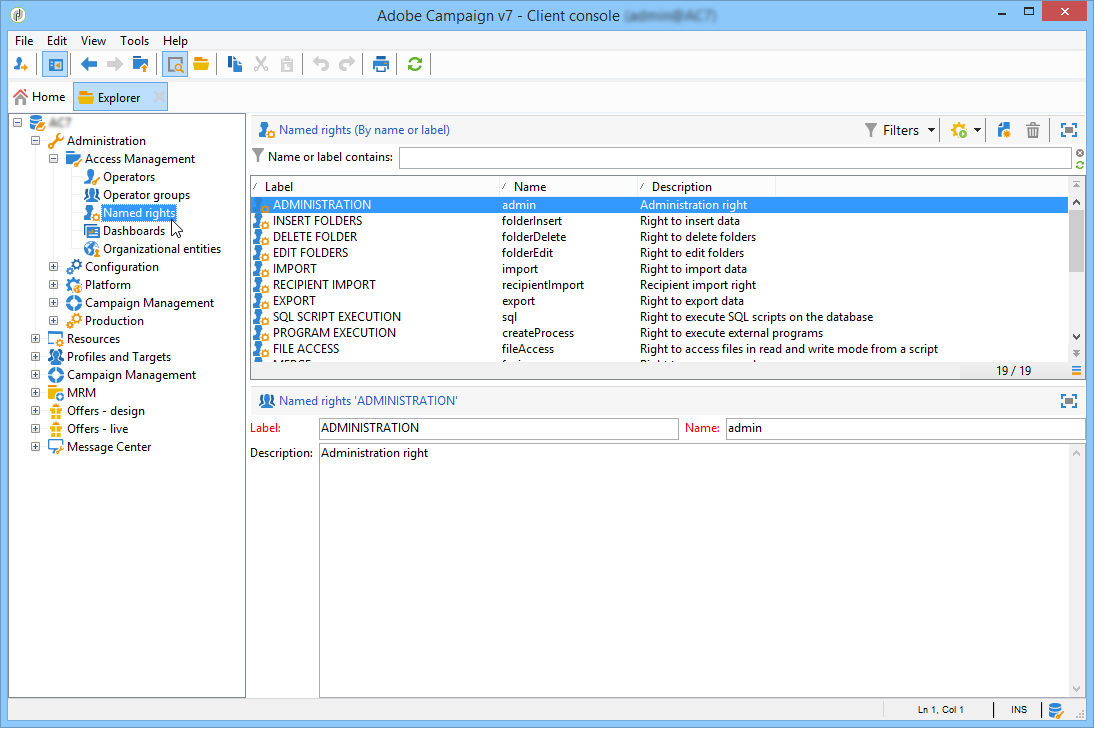 Adobe Campaign v7 - Client console
File Edit View Tools Help
Home Explorer
Administration
Access Management
Operators
Operator groups
Named rights
Dashboards
Organizational entities
Configuration
Platform
Campaign Management
Production
Resources
Profiles and Targets
Campaign Management
MRM
Offers - design
Offers - live
Message Center
Named rights (By name or label) Filters
Name or label contains:
Label Name Description
ADMINISTRATION admin Administration right
INSERT FOLDERS folderInsert Right to insert data
DELETE FOLDER folderDelete Right to delete folders
EDIT FOLDERS folderEdit Right to edit folders
IMPORT import Right to import data
RECIPIENT IMPORT recipientImport Recipient import right
EXPORT export Right to export data
SQL SCRIPT EXECUTION sql Right to execute SQL scripts on the database
PROGRAM EXECUTION createProcess Right to execute external programs
FILE ACCESS fileAccess Right to access files in read and write mode from a script
19 / 19
Named rights 'ADMINISTRATION'
Label: ADMINISTRATION Name: admin
Description: Administration right
Ln 1, Col 1 INS